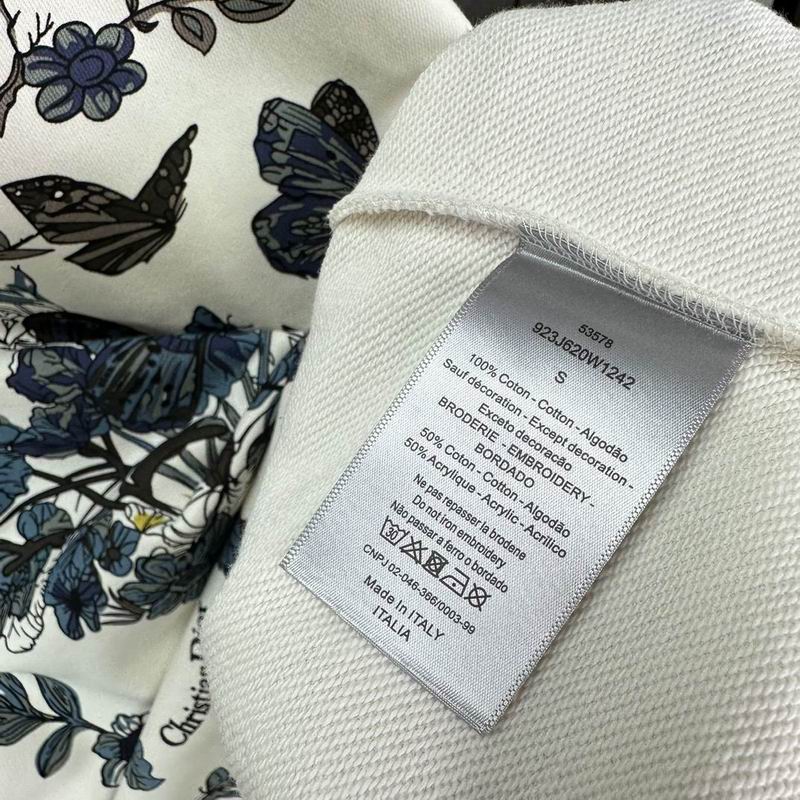 53578
923J620W1242
S
100% Coton - Cotton - Algodão
Sauf décoration - Except decoration -
Exceto decoração
BRODERIE - EMBROIDERY -
BORDADO
50% Coton - Cotton - Algodão
50% Acrylique - Acrylic - Acrílico
Ne pas repasser la brodene
Do not iron embroidery
Não passar a ferro o bordado
30
CNPJ 02-046-366/0003-99
Made In ITALY
ITALIA
Christian Dior